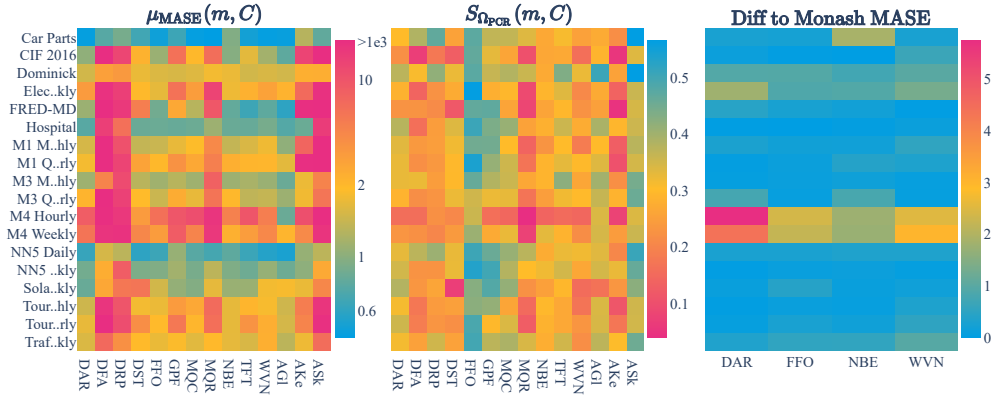 μMASE(m, C)
SΩPCR(m, C)
Diff to Monash MASE
Car Parts
CIF 2016
Dominick
Elec..kly
FRED-MD
Hospital
M1 M..hly
M1 Q..rly
M3 M..hly
M3 Q..rly
M4 Hourly
M4 Weekly
NN5 Daily
NN5 ..kly
Sola..kly
Tour..hly
Tour..rly
Traf..kly
>1e3
10
2
1
0.6
0.5
0.4
0.3
0.2
0.1
5
4
3
2
1
0
DAR DFA DRP DST FFO GPF MQC MQR NBE TFT WVN AGl AKe ASk
DAR DFA DRP DST FFO GPF MQC MQR NBE TFT WVN AGl AKe ASk
DAR FFO NBE WVN